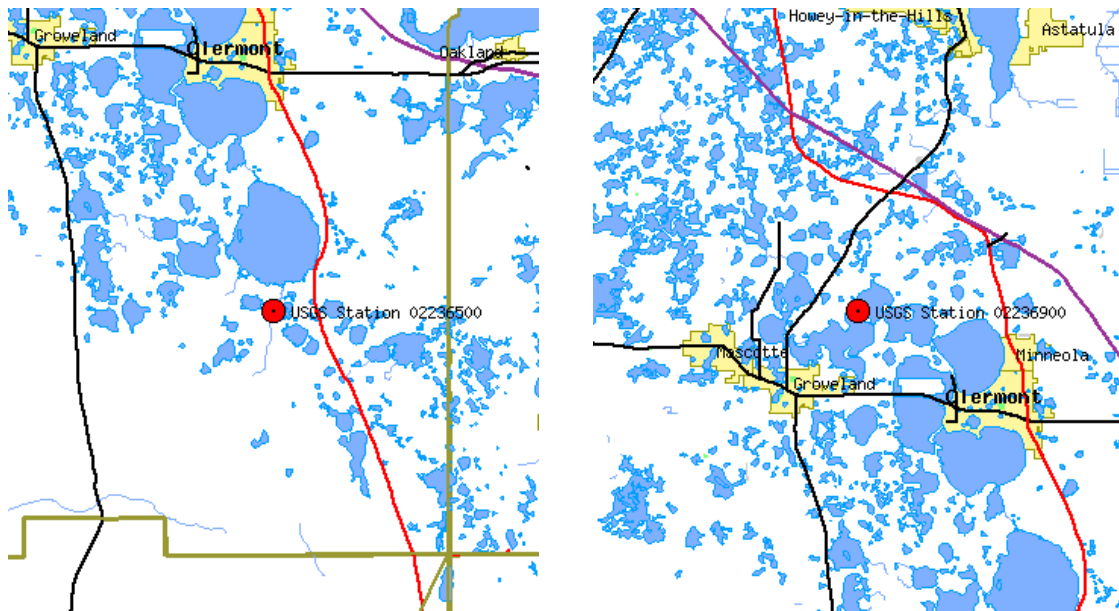 Groveland
Clermont
Oakland
USGS Station 02236500
Howey-in-the-Hills
Astatula
USGS Station 02236900
Mascotte
Minneola
Groveland
Clermont